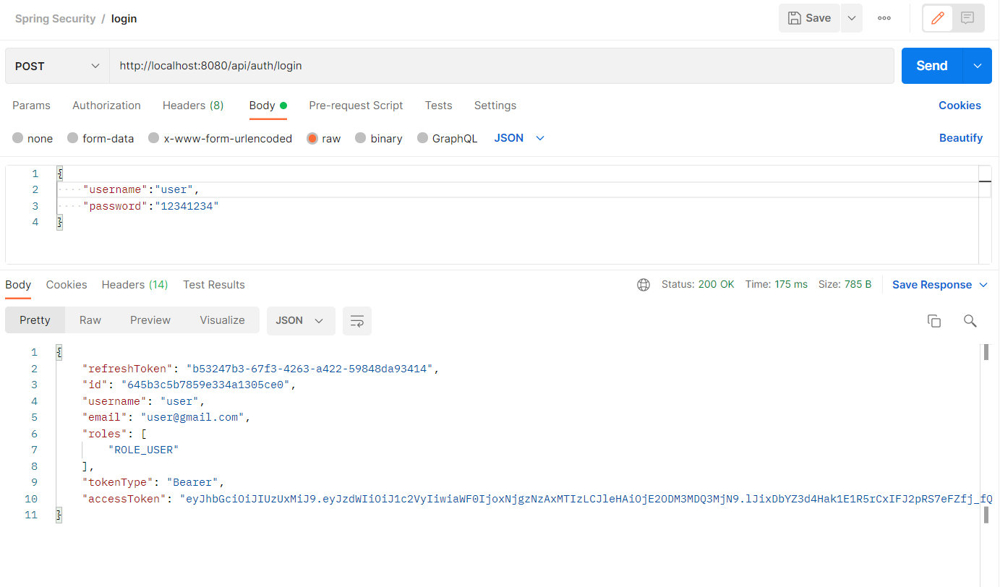 Spring Security / login
Save
POST
http://localhost:8080/api/auth/login
Send
Params Authorization Headers (8) Body Pre-request Script Tests Settings Cookies
none form-data x-www-form-urlencoded raw binary GraphQL JSON Beautify
1 {
2 "username":"user",
3 "password":"12341234"
4 }
Body Cookies Headers (14) Test Results Status: 200 OK Time: 175 ms Size: 785 B Save Response
Pretty Raw Preview Visualize JSON
1 {
2 "refreshToken": "b53247b3-67f3-4263-a422-59848da93414",
3 "id": "645b3c5b7859e334a1305ce0",
4 "username": "user",
5 "email": "user@gmail.com",
6 "roles": [
7 "ROLE_USER"
8 ],
9 "tokenType": "Bearer",
10 "accessToken": "eyJhbGciOiJIUzUxMiJ9.eyJzdWIiOiJ1c2VyIiwiaWF0IjoxNjgzNzAxMTIzLCJleHAiOjE2ODM3MDQ3MjN9.lJixDbYZ3d4Hak1E1R5rCxIFJ2pRS7eFZfj_fQ
11 }